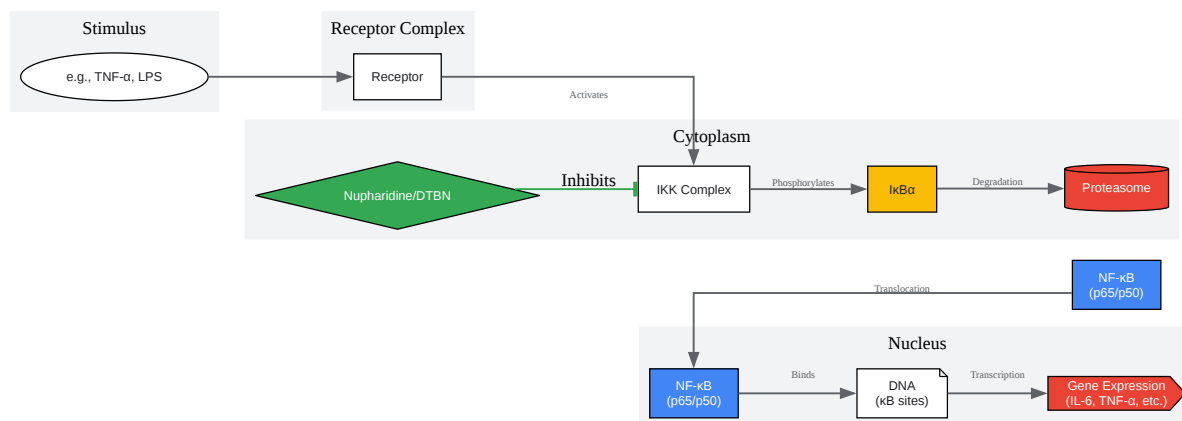 Stimulus
Receptor Complex
e.g., TNF-α, LPS
Receptor
Activates
Cytoplasm
Nupharidine/DTBN
Inhibits
IKK Complex
Phosphorylates
IκBα
Degradation
Proteasome
NF-κB
(p65/p50)
Translocation
Nucleus
NF-κB
(p65/p50)
Binds
DNA
(κB sites)
Transcription
Gene Expression
(IL-6, TNF-α, etc.)